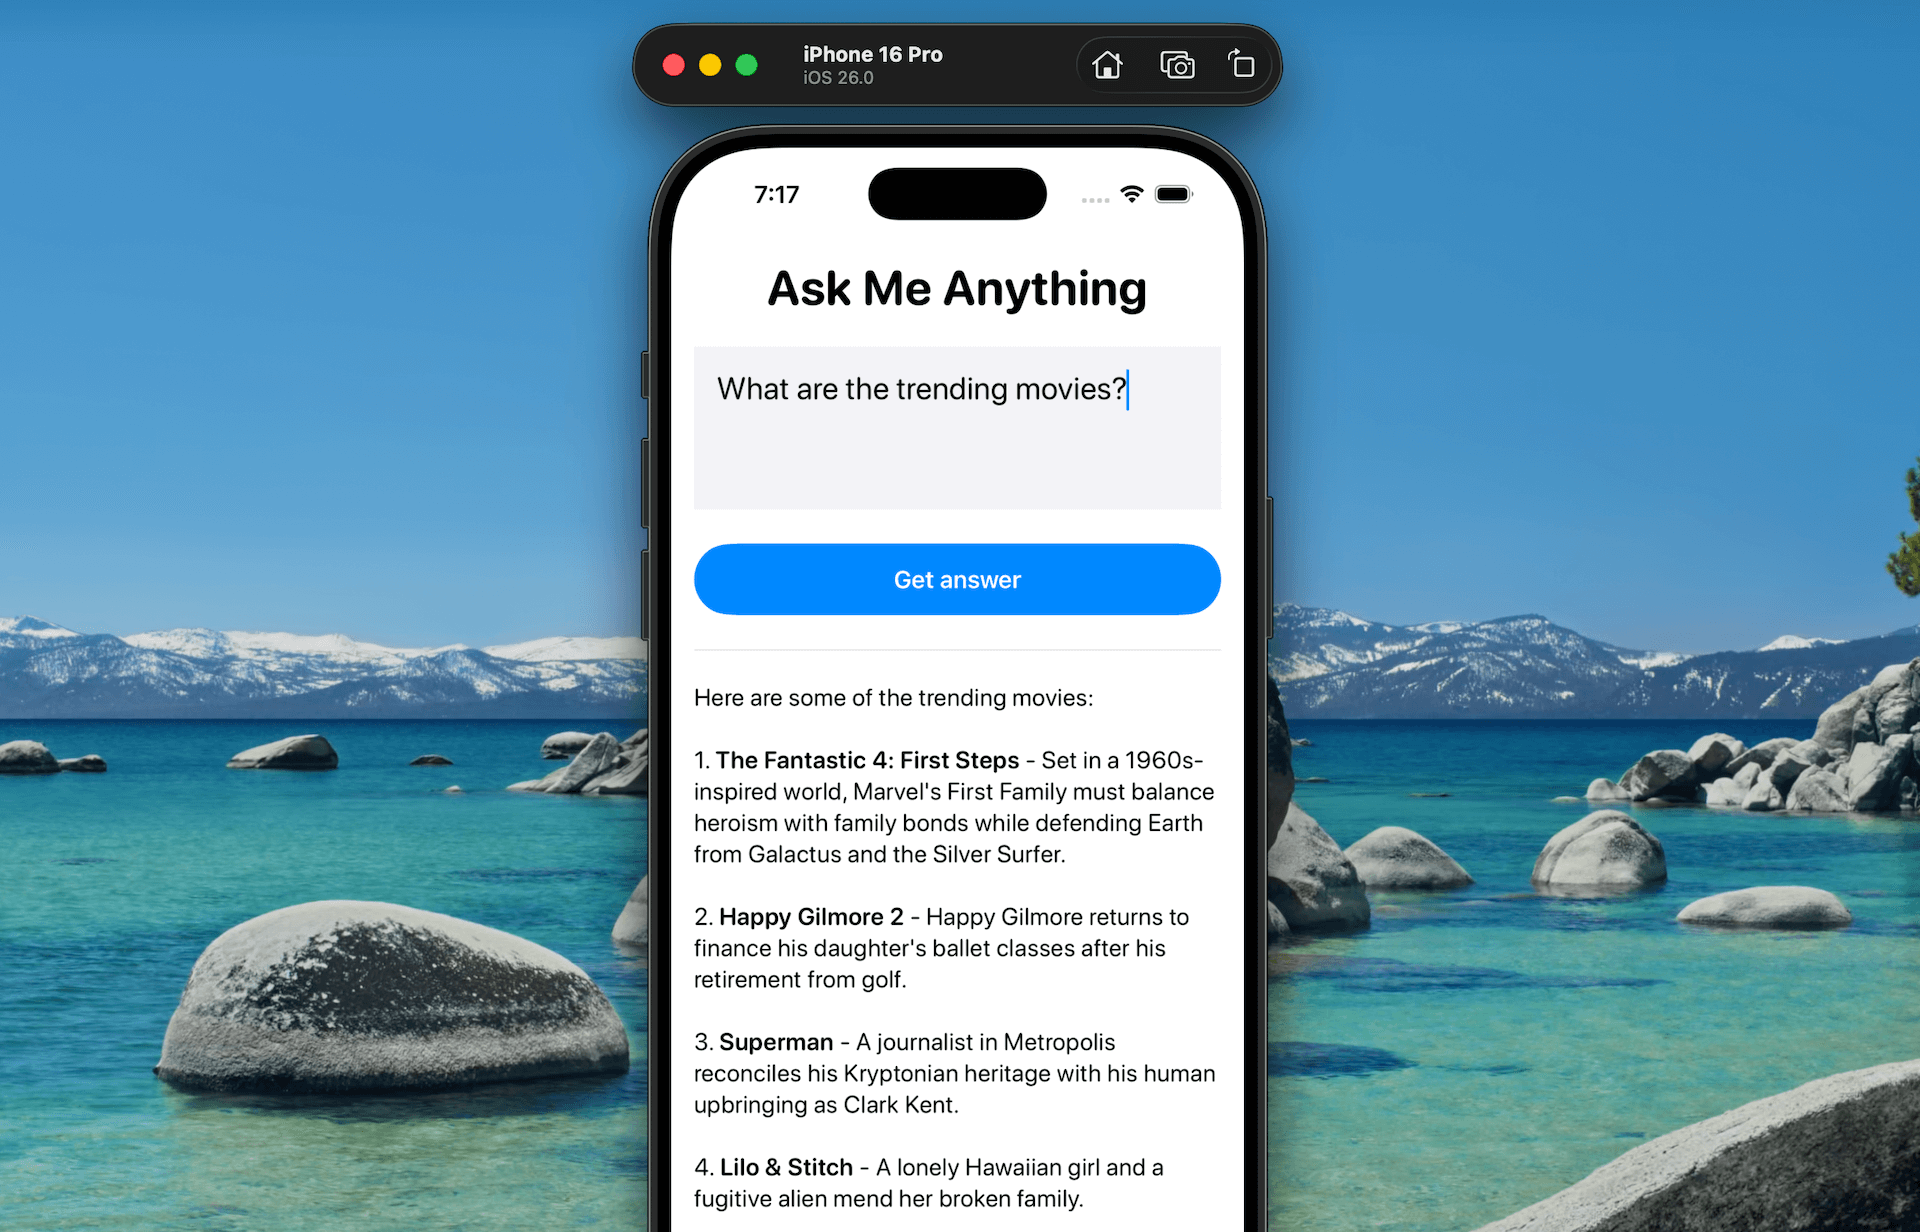 iPhone 16 Pro
iOS 26.0
7:17
Ask Me Anything
What are the trending movies?
Get answer
Here are some of the trending movies:
1. The Fantastic 4: First Steps - Set in a 1960s-
inspired world, Marvel's First Family must balance
heroism with family bonds while defending Earth
from Galactus and the Silver Surfer.
2. Happy Gilmore 2 - Happy Gilmore returns to
finance his daughter's ballet classes after his
retirement from golf.
3. Superman - A journalist in Metropolis
reconciles his Kryptonian heritage with his human
upbringing as Clark Kent.
4. Lilo & Stitch - A lonely Hawaiian girl and a
fugitive alien mend her broken family.